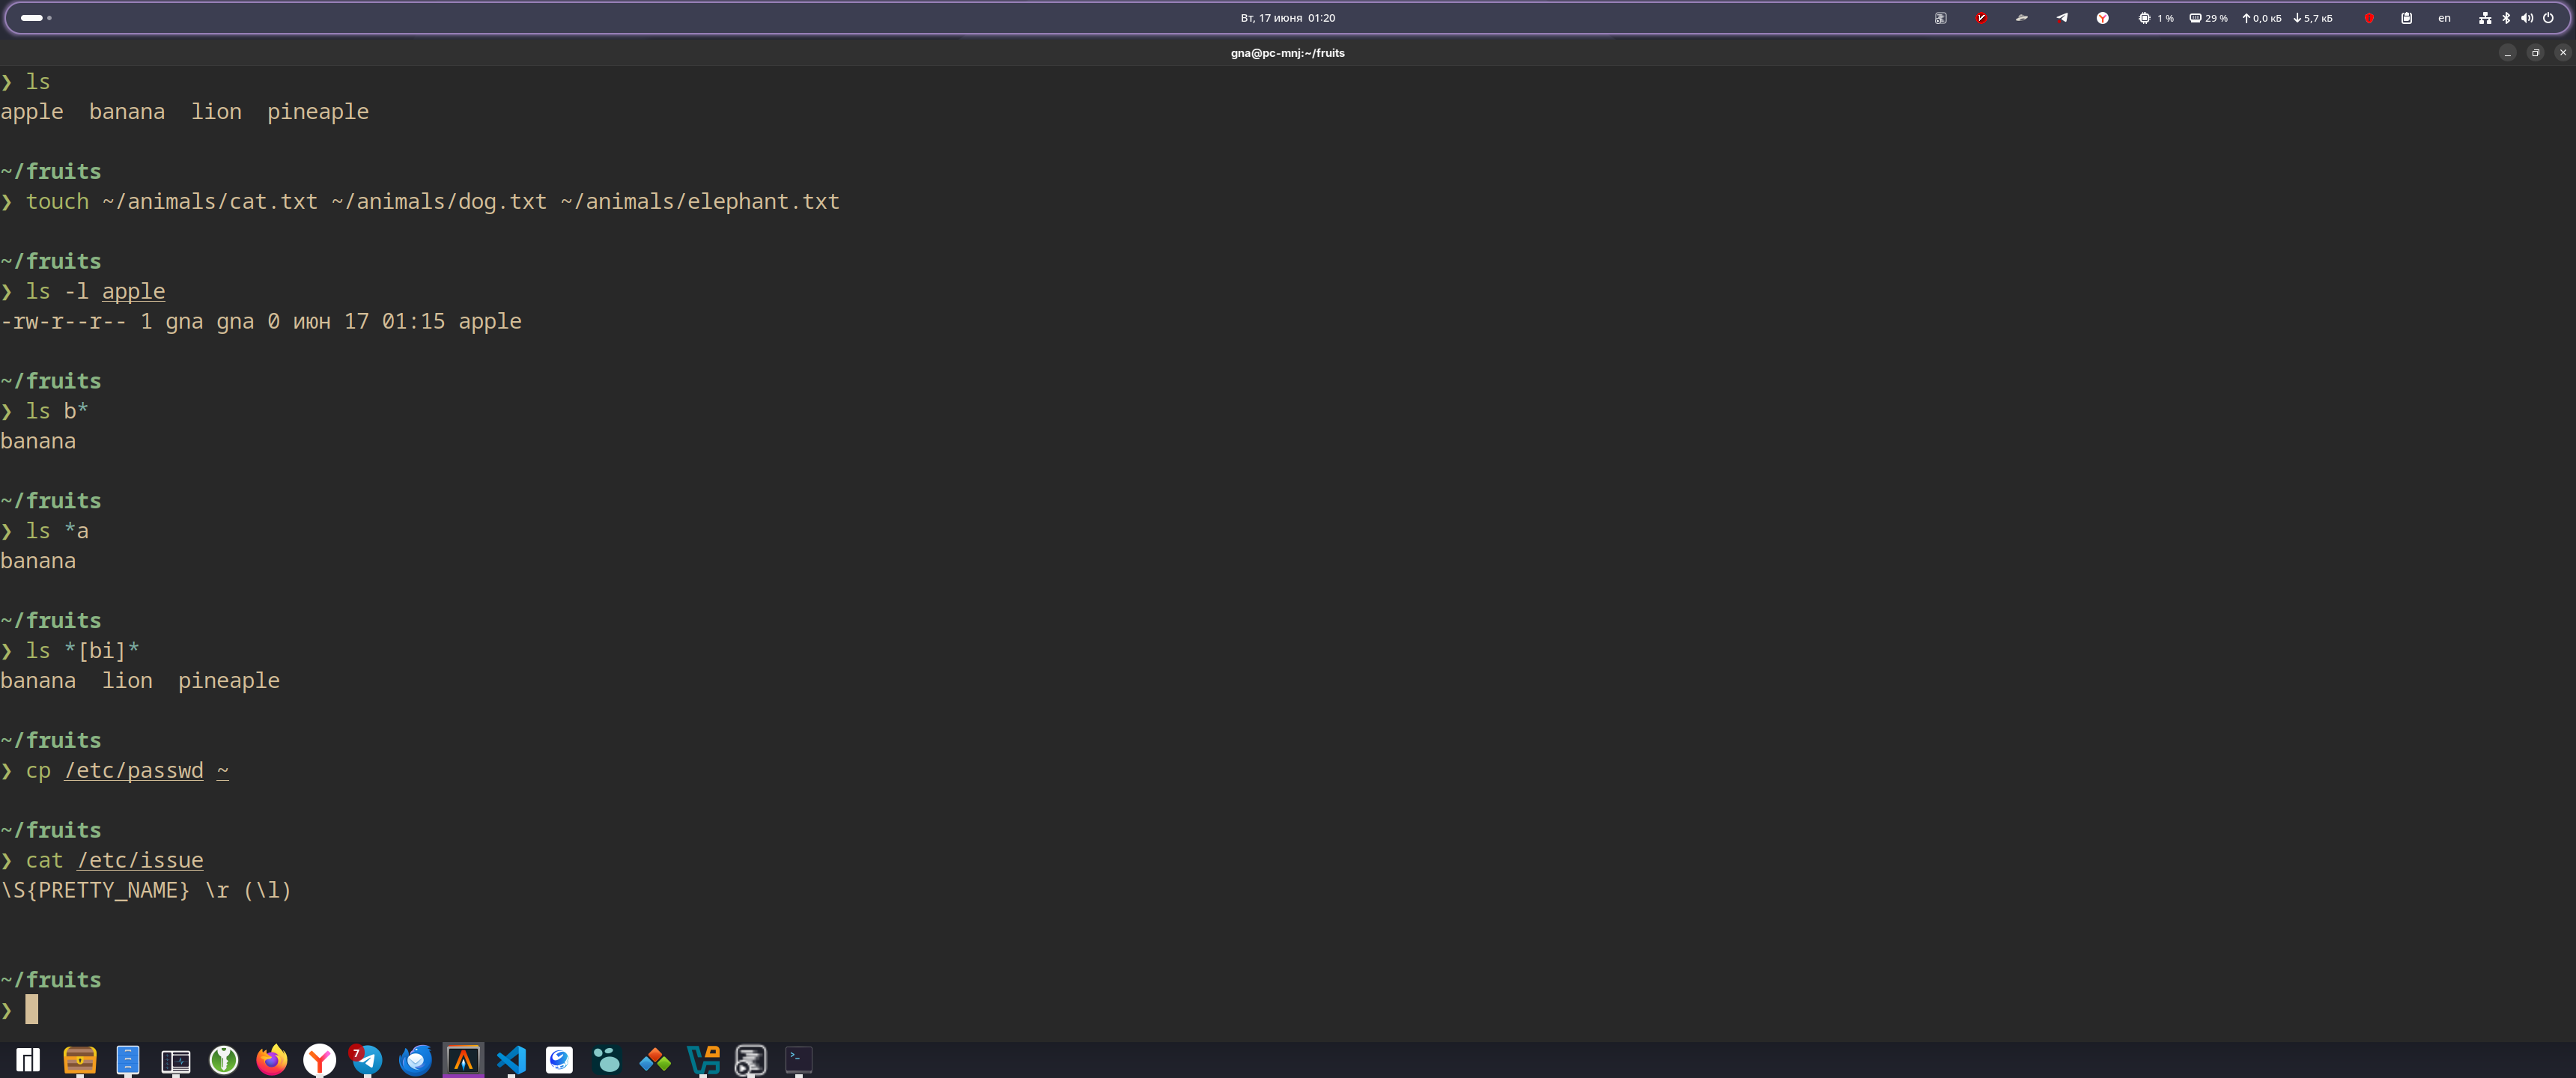 Вт, 17 июня 01:20
1 % 29 % 0,0 кБ 5,7 кБ en
gna@pc-mnj:~/fruits
❯ ls
apple banana lion pineaple
~/fruits
❯ touch ~/animals/cat.txt ~/animals/dog.txt ~/animals/elephant.txt
~/fruits
❯ ls -l apple
-rw-r--r-- 1 gna gna 0 июн 17 01:15 apple
~/fruits
❯ ls b*
banana
~/fruits
❯ ls *a
banana
~/fruits
❯ ls *[bi]*
banana lion pineaple
~/fruits
❯ cp /etc/passwd ~
~/fruits
❯ cat /etc/issue
\S{PRETTY_NAME} \r (\l)
~/fruits
❯
7